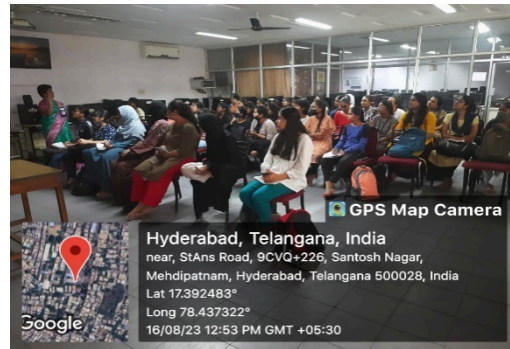 GPS Map Camera
Hyderabad, Telangana, India
near, StAns Road, 9CVQ+226, Santosh Nagar,
Mehdipatnam, Hyderabad, Telangana 500028, India
Lat 17.392483°
Long 78.437322°
16/08/23 12:53 PM GMT +05:30
Google